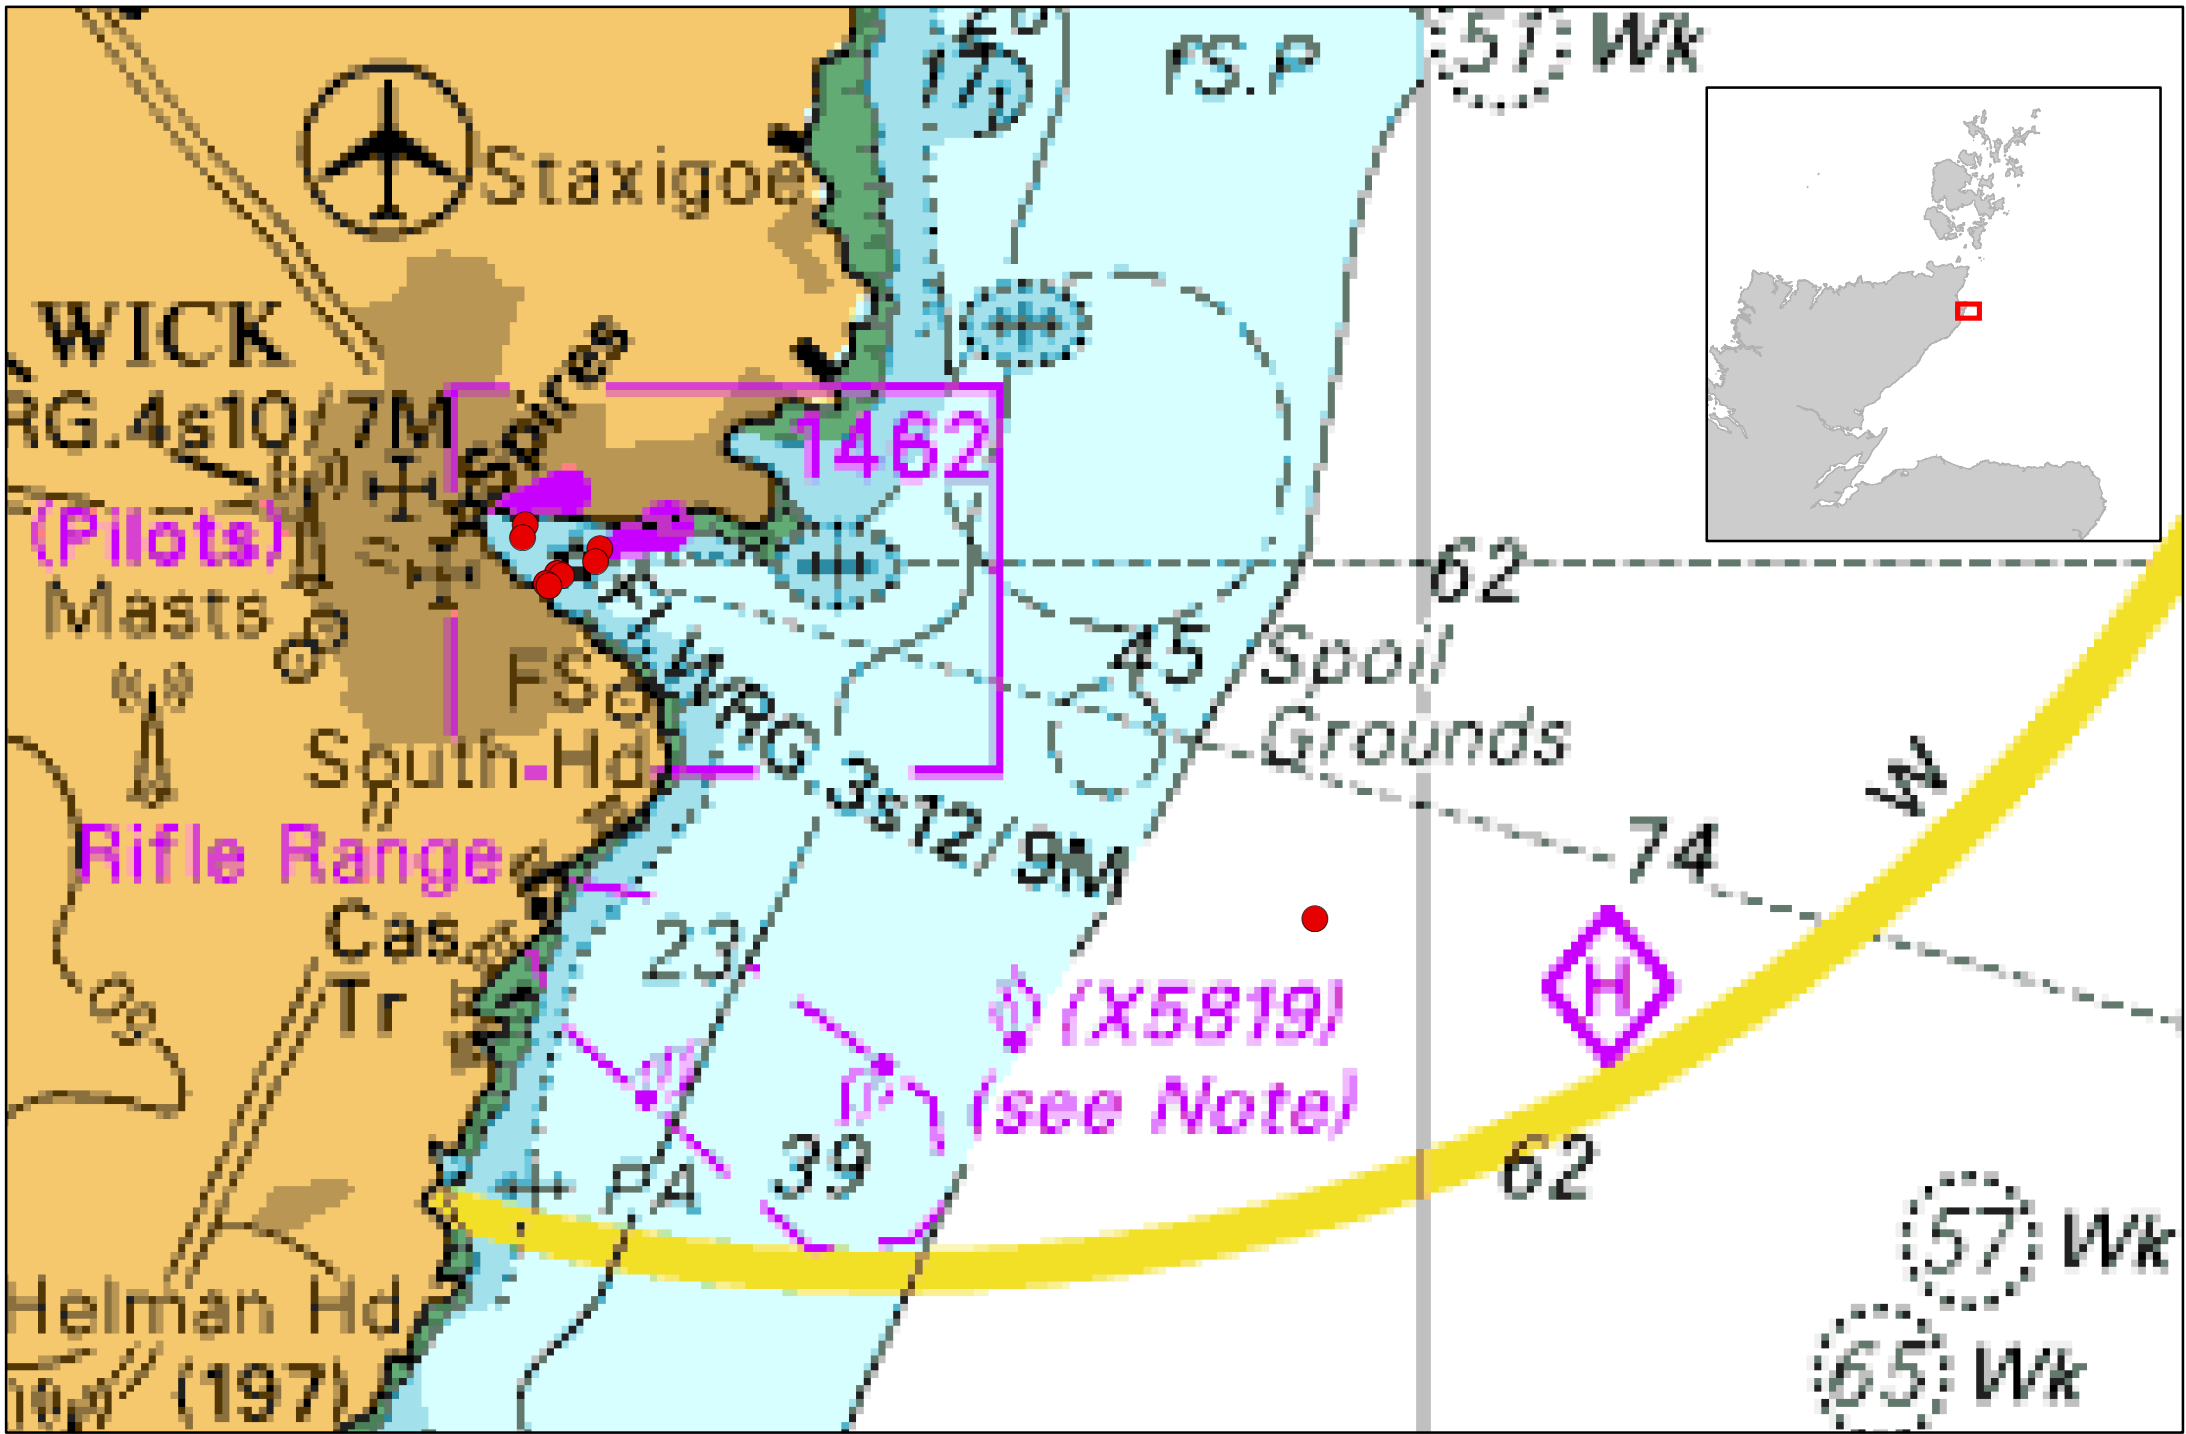 57 Wk
fS.P
Staxigoe
WICK
Spires
RG.4s10/7M
1462
(Pilots)
62
Masts
45
Spoil
FS
Grounds
South Hd
Fl.WRG.3s12/9M
W
74
Rifle Range
Cas
23
Tr
H
(X5819)
(see Note)
39
62
PA
57 Wk
Helman Hd
65 Wk
(197)